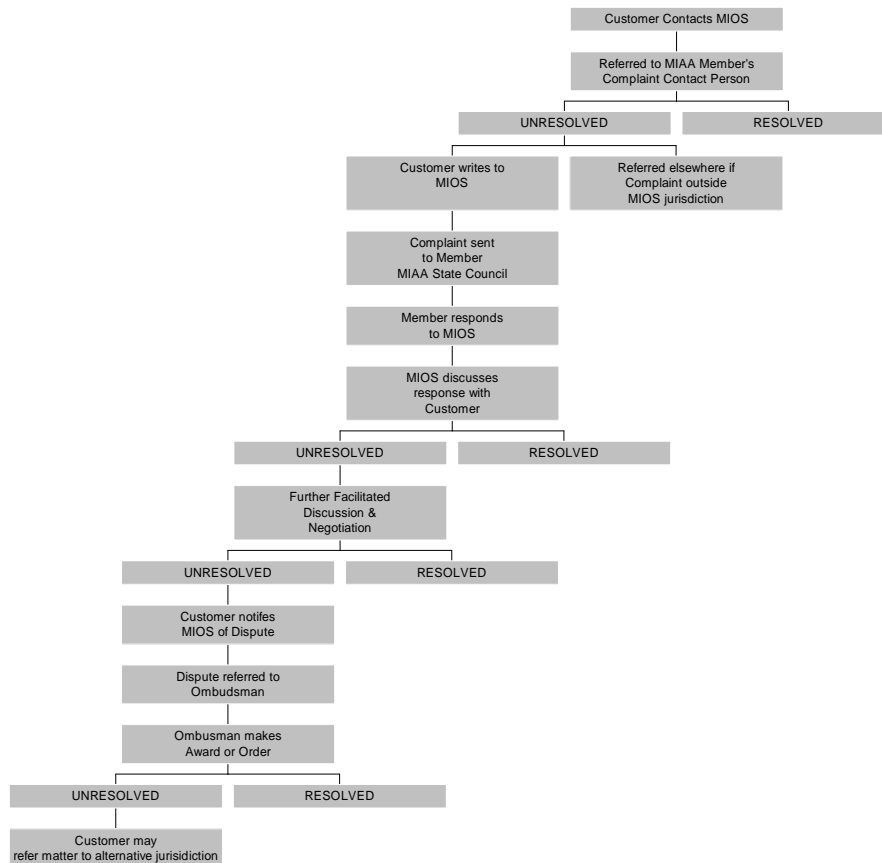 Customer Contacts MIOS
Referred to MIAA Member's
Complaint Contact Person
UNRESOLVED
RESOLVED
Customer writes to
MIOS
Referred elsewhere if
Complaint outside
MIOS jurisdiction
Complaint sent
to Member
MIAA State Council
Member responds
to MIOS
MIOS discusses
response with
Customer
UNRESOLVED
RESOLVED
Further Facilitated
Discussion &
Negotiation
UNRESOLVED
RESOLVED
Customer notifes
MIOS of Dispute
Dispute referred to
Ombudsman
Ombusman makes
Award or Order
UNRESOLVED
RESOLVED
Customer may
refer matter to alternative jurisidiction